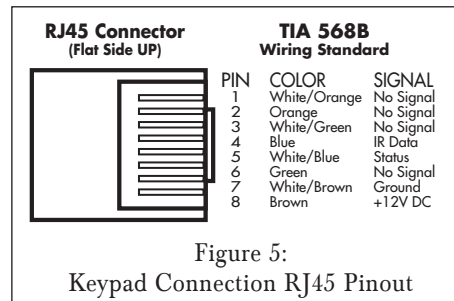 RJ45 Connector
(Flat Side UP)
TIA 568B
Wiring Standard
PIN COLOR SIGNAL
1 White/Orange No Signal
2 Orange No Signal
3 White/Green No Signal
4 Blue IR Data
5 White/Blue Status
6 Green No Signal
7 White/Brown Ground
8 Brown +12V DC
Figure 5:
Keypad Connection RJ45 Pinout